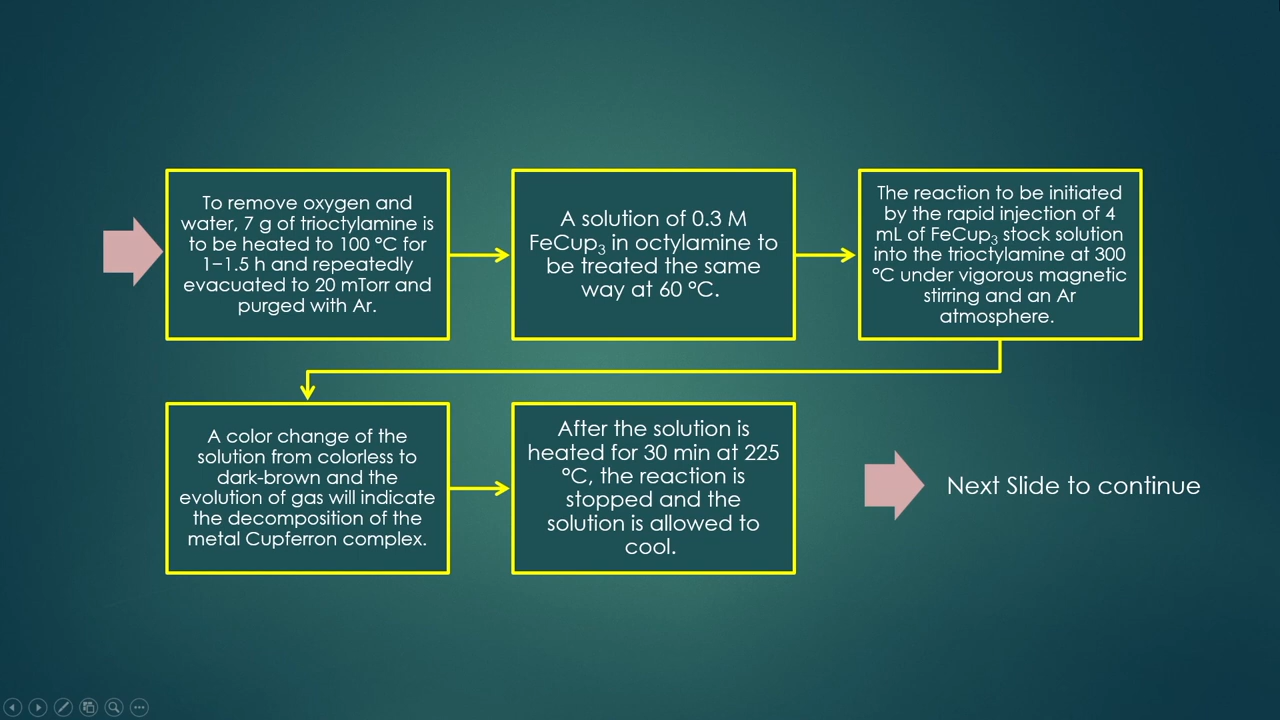 To remove oxygen and
water, 7 g of trioctylamine is
to be heated to 100 °C for
1−1.5 h and repeatedly
evacuated to 20 mTorr and
purged with Ar.
A solution of 0.3 M
FeCup₃ in octylamine to
be treated the same
way at 60 °C.
The reaction to be initiated
by the rapid injection of 4
mL of FeCup₃ stock solution
into the trioctylamine at 300
°C under vigorous magnetic
stirring and an Ar
atmosphere.
A color change of the
solution from colorless to
dark-brown and the
evolution of gas will indicate
the decomposition of the
metal Cupferron complex.
After the solution is
heated for 30 min at 225
°C, the reaction is
stopped and the
solution is allowed to
cool.
Next Slide to continue